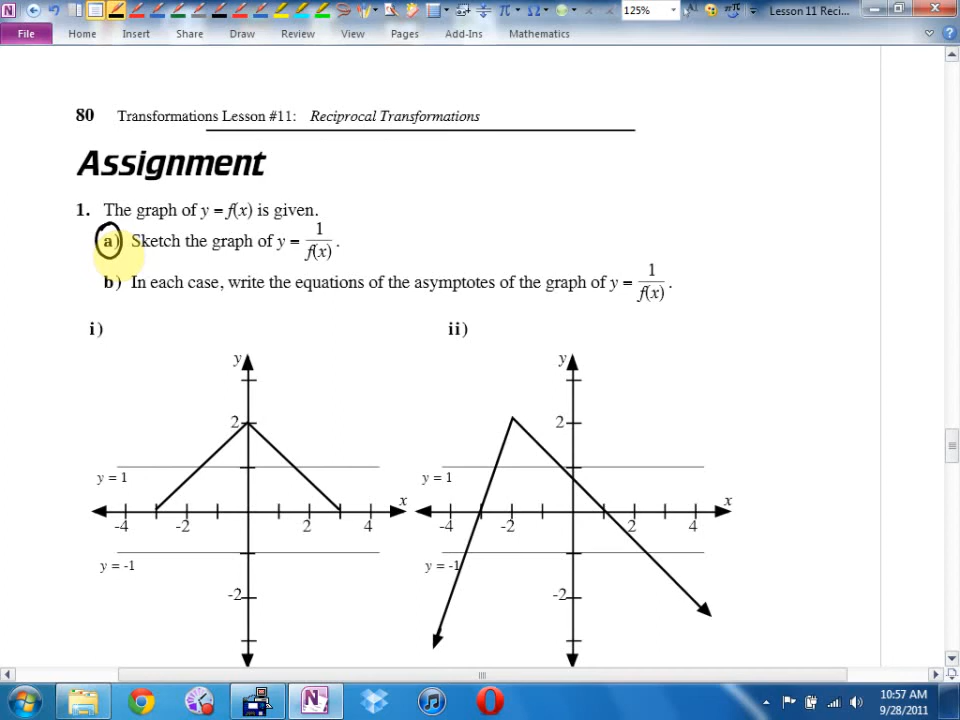 125%
Lesson 11 Reci...
File Home Insert Share Draw Review View Pages Add-Ins Mathematics
80 Transformations Lesson #11: Reciprocal Transformations
Assignment
1. The graph of y = f(x) is given.
a) Sketch the graph of y = 1/f(x).
b) In each case, write the equations of the asymptotes of the graph of y = 1/f(x).
i) ii)
y y
2 2
y = 1 y = 1
x x
-4 -2 2 4 -4 -2 2 4
y = -1 y = -1
-2 -2
10:57 AM
9/28/2011